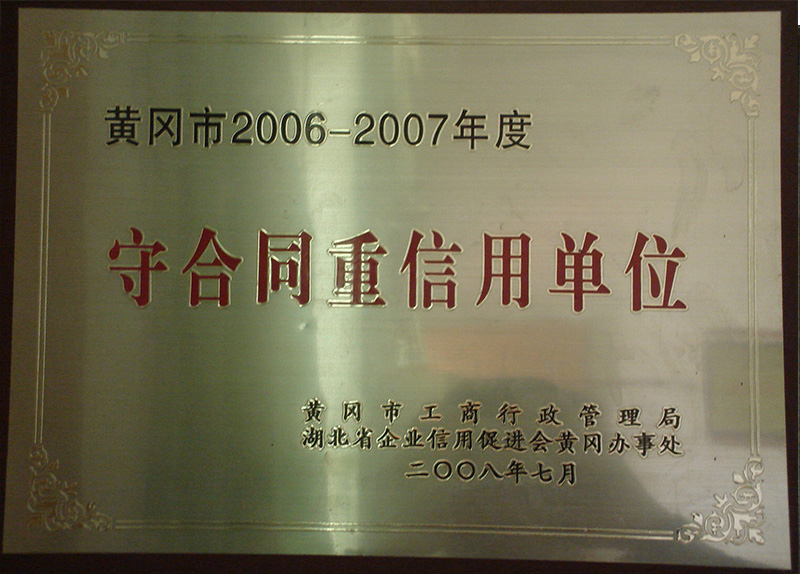 黄冈市2006-2007年度
守合同重信用单位
黄冈市工商行政管理局
湖北省企业信用促进会黄冈办事处
二〇〇八年七月